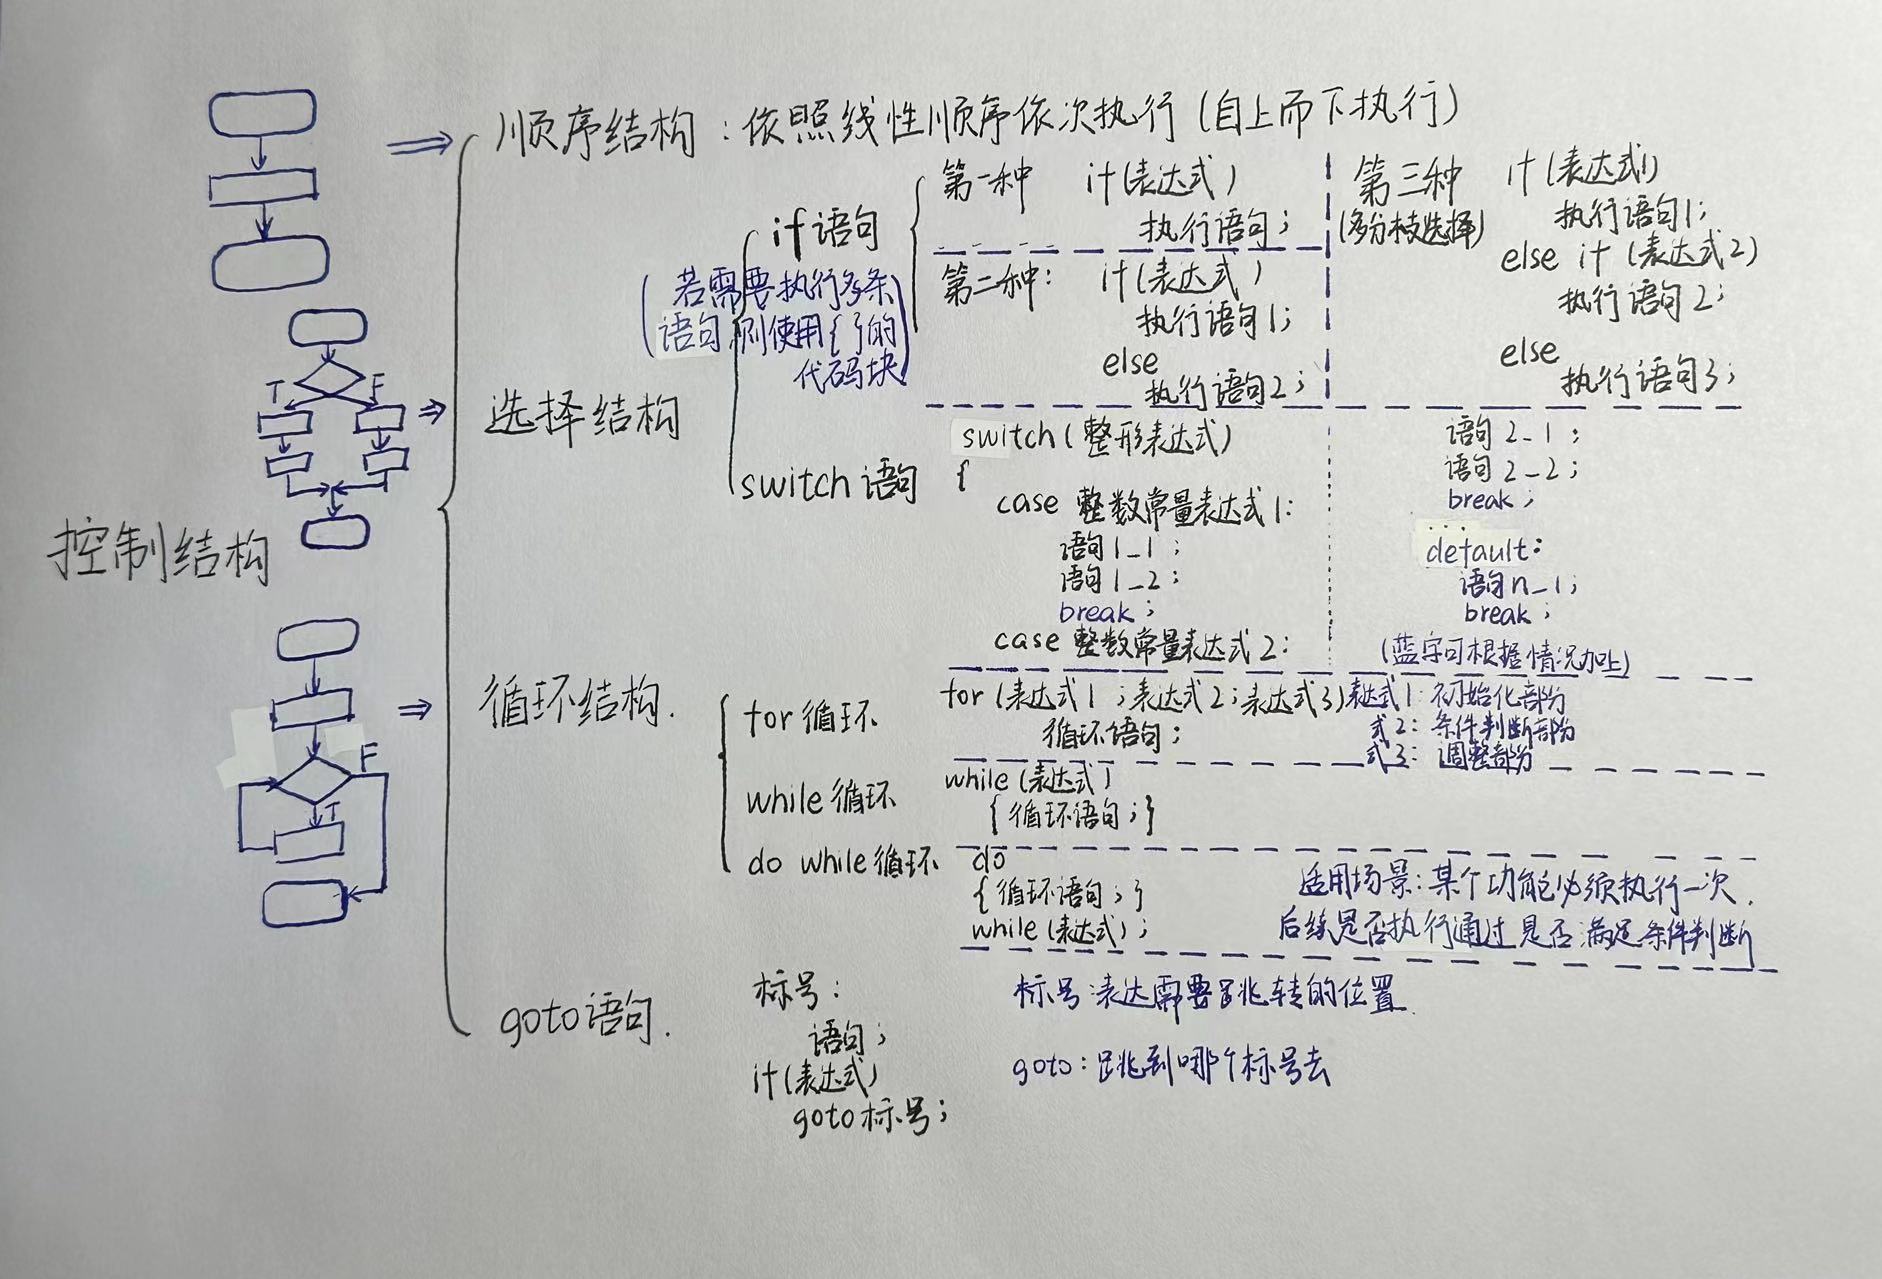 控制结构
顺序结构：依照线性顺序依次执行(自上而下执行)
选择结构
if语句
(若需要执行多条
语句,则使用{ }的
代码块)
第一种 if(表达式)
执行语句;
第二种: if(表达式)
执行语句1;
else
执行语句2;
第三种 if(表达式1)
(多分枝选择) 执行语句1;
else if (表达式2)
执行语句2;
else
执行语句3;
switch语句
switch(整形表达式)
{
case 整数常量表达式1:
语句1_1;
语句1_2;
break;
case 整数常量表达式2:
语句2_1;
语句2_2;
break;
...
default:
语句n_1;
break;
(蓝字可根据情况加上)
T F
循环结构.
for循环
for(表达式1;表达式2;表达式3)
循环语句;
表达式1:初始化部份
式2:条件判断部份
式3:调整部份
while循环
while(表达式)
{循环语句;}
do while循环
do
{循环语句;}
while(表达式);
适用场景:某个功能必须执行一次,
后续是否执行通过是否满足条件判断
F
T
goto语句.
标号:
语句;
if(表达式)
goto标号;
标号:表达需要跳转的位置.
goto:跳到哪个标号去